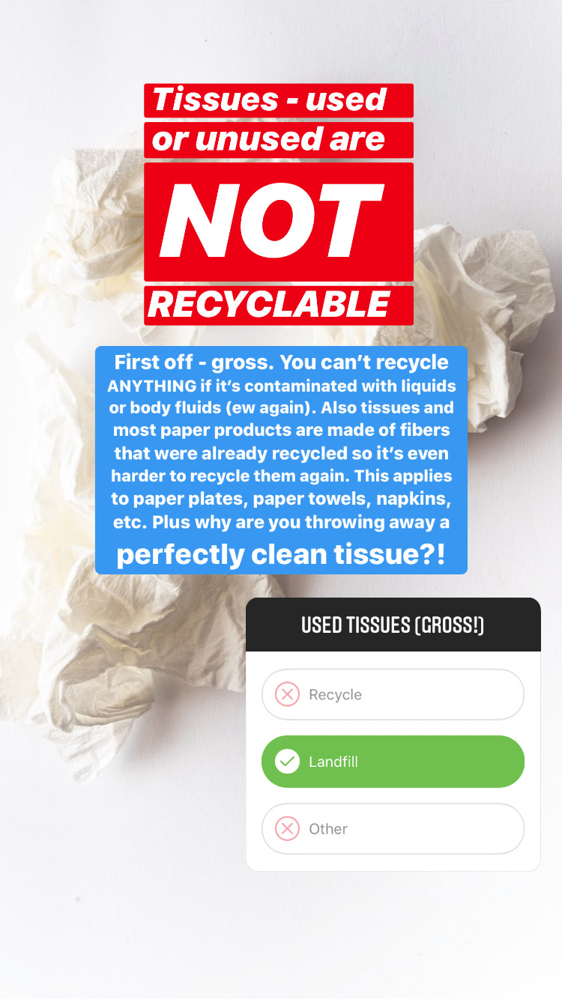 Tissues - used
or unused are
NOT
RECYCLABLE
First off - gross. You can’t recycle
ANYTHING if it’s contaminated with liquids
or body fluids (ew again). Also tissues and
most paper products are made of fibers
that were already recycled so it’s even
harder to recycle them again. This applies
to paper plates, paper towels, napkins,
etc. Plus why are you throwing away a
perfectly clean tissue?!
USED TISSUES (GROSS!)
Recycle
Landfill
Other